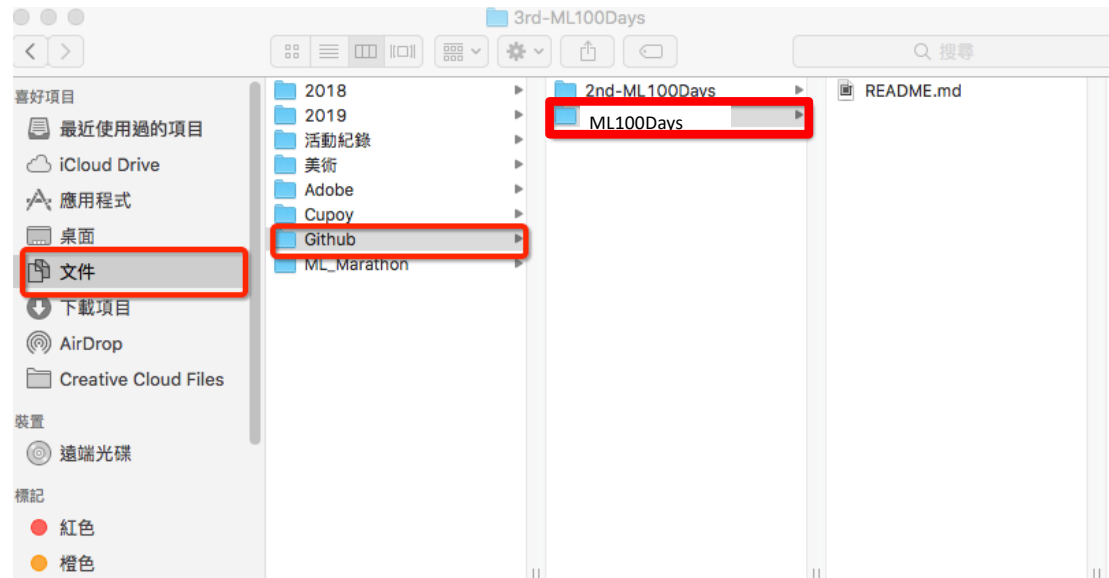 3rd-ML100Days
搜尋
喜好項目
最近使用過的項目
iCloud Drive
應用程式
桌面
文件
下載項目
AirDrop
Creative Cloud Files
裝置
遠端光碟
標記
紅色
橙色
2018
2019
活動紀錄
美術
Adobe
Cupoy
Github
ML_Marathon
2nd-ML100Days
ML100Days
README.md